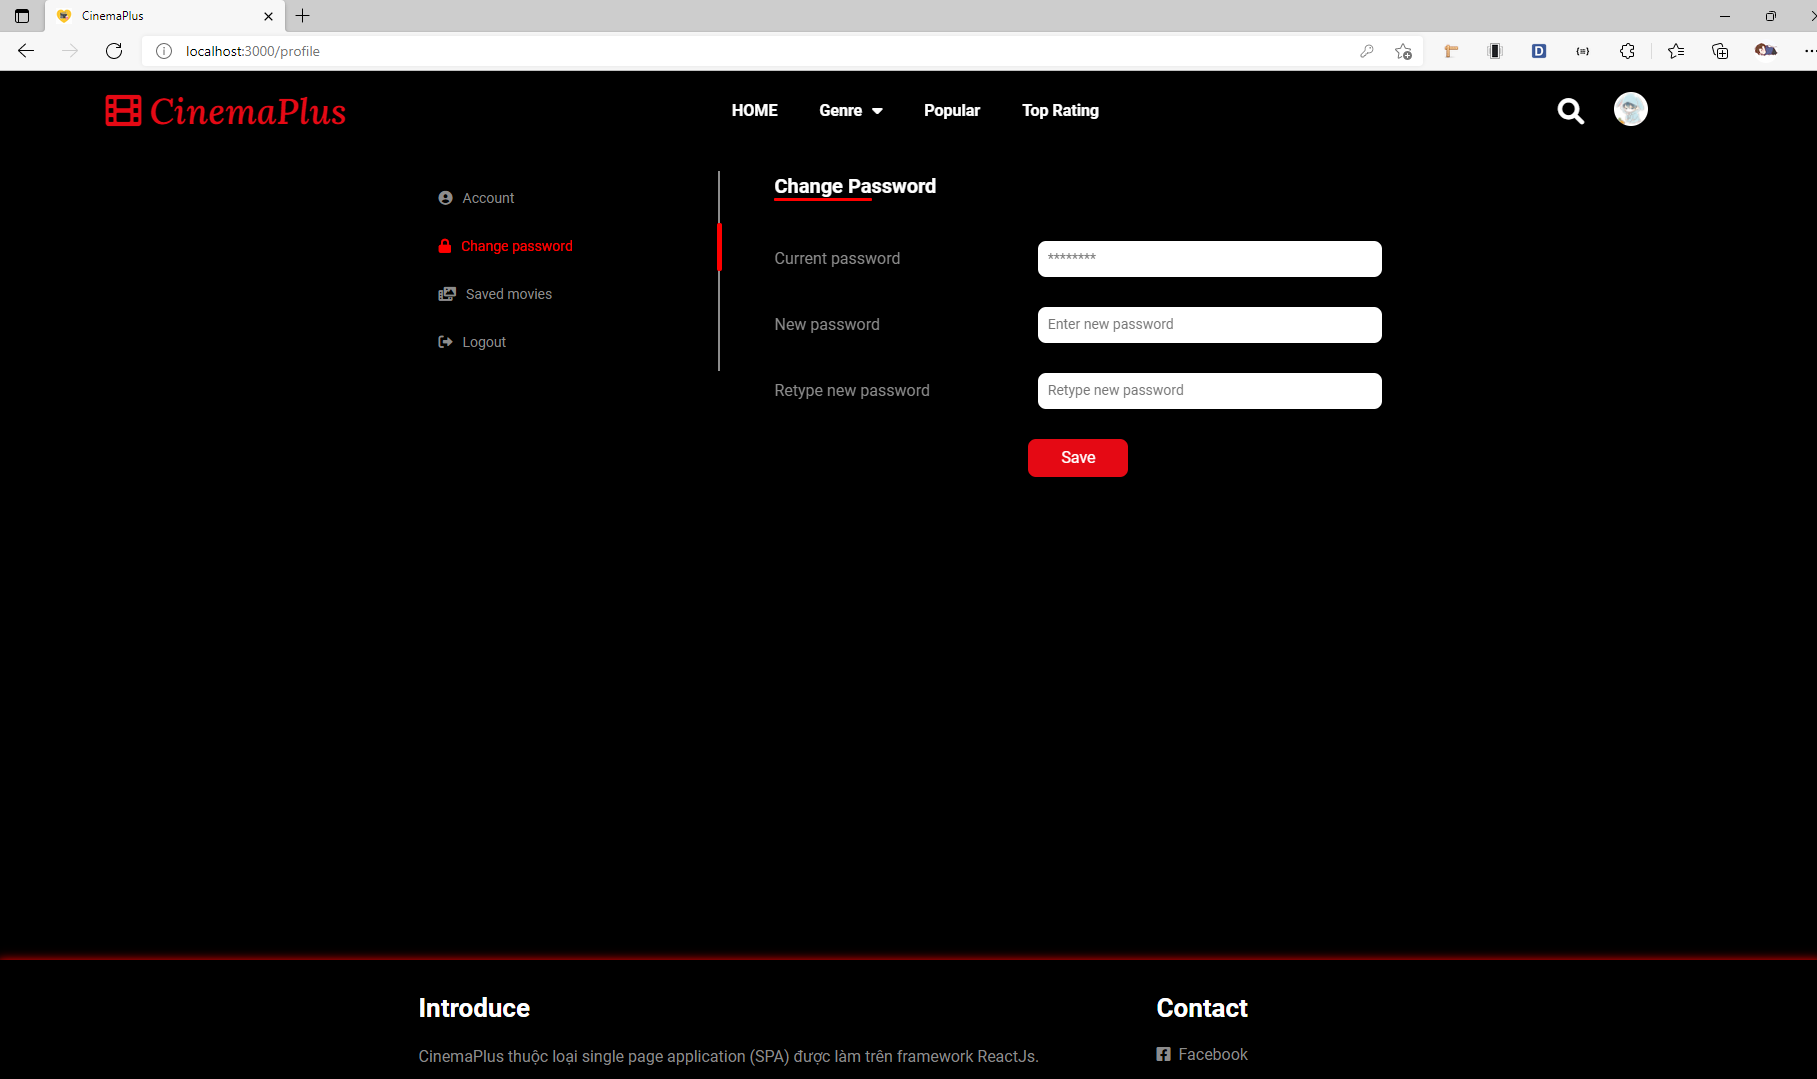 CinemaPlus
localhost:3000/profile
CinemaPlus
HOME Genre Popular Top Rating
Account
Change password
Saved movies
Logout
Change Password
Current password ********
New password Enter new password
Retype new password Retype new password
Save
Introduce
CinemaPlus thuộc loại single page application (SPA) được làm trên framework ReactJs.
Contact
Facebook